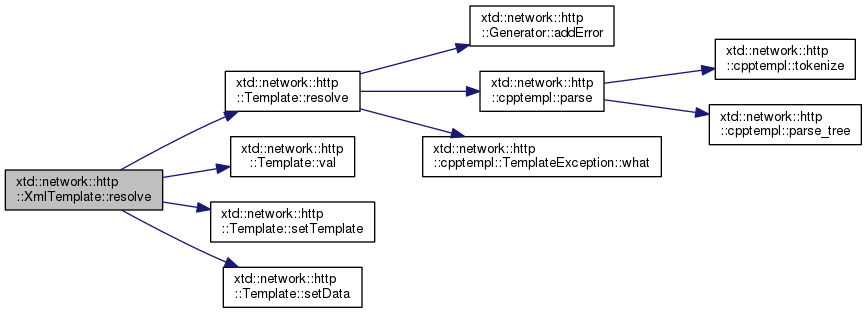 xtd::network::http
::XmlTemplate::resolve
xtd::network::http
::Template::resolve
xtd::network::http
::Generator::addError
xtd::network::http
::cpptempl::parse
xtd::network::http
::cpptempl::tokenize
xtd::network::http
::cpptempl::parse_tree
xtd::network::http
::cpptempl::TemplateException::what
xtd::network::http
::Template::val
xtd::network::http
::Template::setTemplate
xtd::network::http
::Template::setData